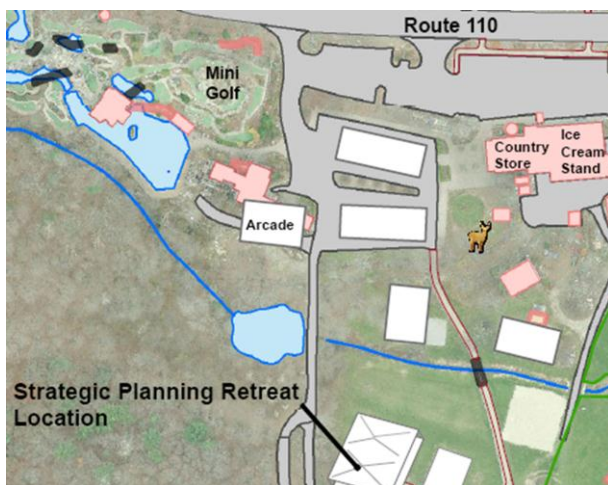 Route 110
Mini
Golf
Country
Store
Ice
Cream
Stand
Arcade
Strategic Planning Retreat
Location